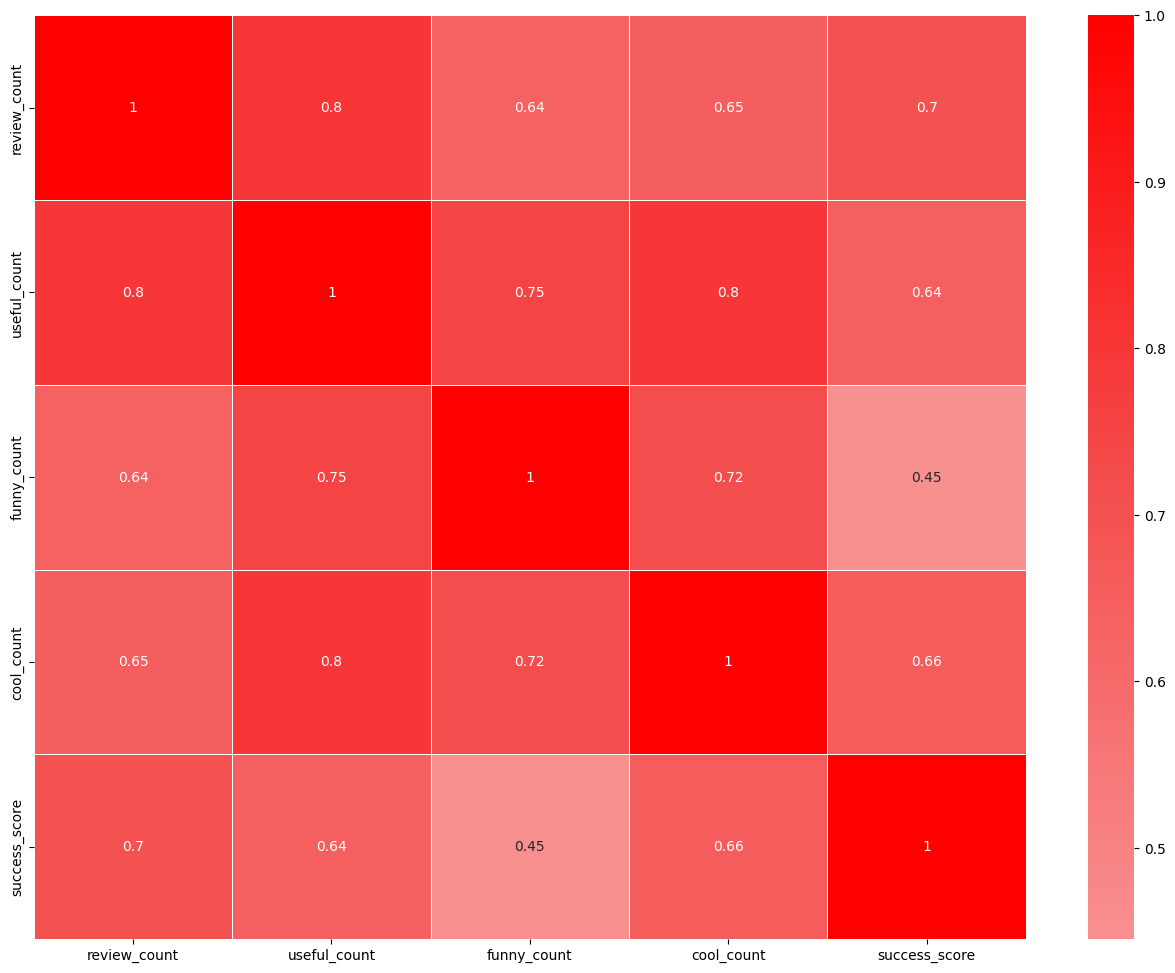 1.0
review_count 1 0.8 0.64 0.65 0.7
0.9
useful_count 0.8 1 0.75 0.8 0.64
0.8
funny_count 0.64 0.75 1 0.72 0.45
0.7
cool_count 0.65 0.8 0.72 1 0.66
0.6
success_score 0.7 0.64 0.45 0.66 1
0.5
review_count useful_count funny_count cool_count success_score